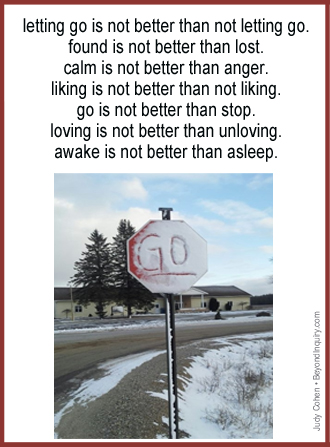 letting go is not better than not letting go.
found is not better than lost.
calm is not better than anger.
liking is not better than not liking.
go is not better than stop.
loving is not better than unloving.
awake is not better than asleep.
GO
Judy Cohen • BeyondInquiry.com